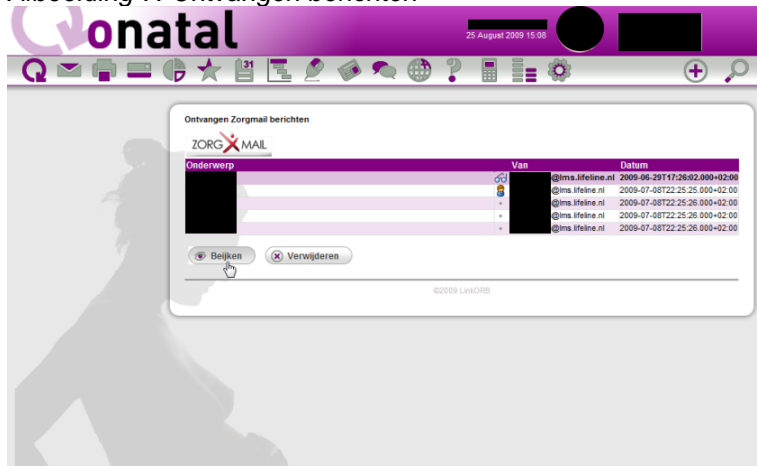 Afbeelding 7: Ontvangen berichten
Qonatal
25 August 2009 15:08
31
Ontvangen Zorgmail berichten
ZORG MAIL
Onderwerp Van Datum
@lms.lifeline.nl 2009-06-29T17:26:02.000+02:00
@lms.lifeline.nl 2009-07-08T22:25:25.000+02:00
@lms.lifeline.nl 2009-07-08T22:25:26.000+02:00
@lms.lifeline.nl 2009-07-08T22:25:26.000+02:00
@lms.lifeline.nl 2009-07-08T22:25:26.000+02:00
Beijken Verwijderen
©2009 LinkORB